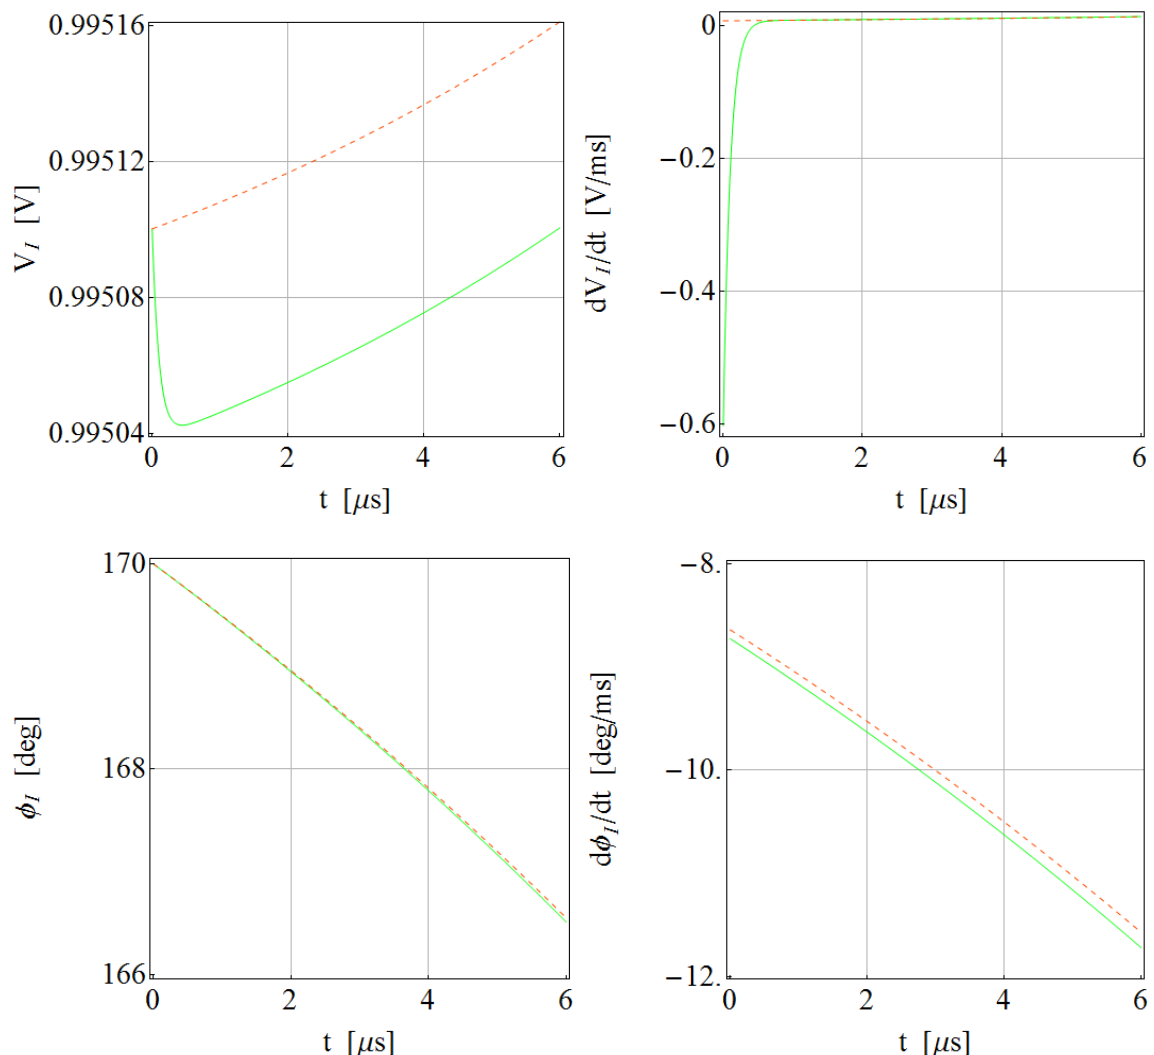 V_I [V]
0.99516
0.99512
0.99508
0.99504
0 2 4 6
t [μs]
dV_I/dt [V/ms]
0
−0.2
−0.4
−0.6
0 2 4 6
t [μs]
ϕ_I [deg]
170
168
166
0 2 4 6
t [μs]
dϕ_I/dt [deg/ms]
−8.
−10.
−12.
0 2 4 6
t [μs]